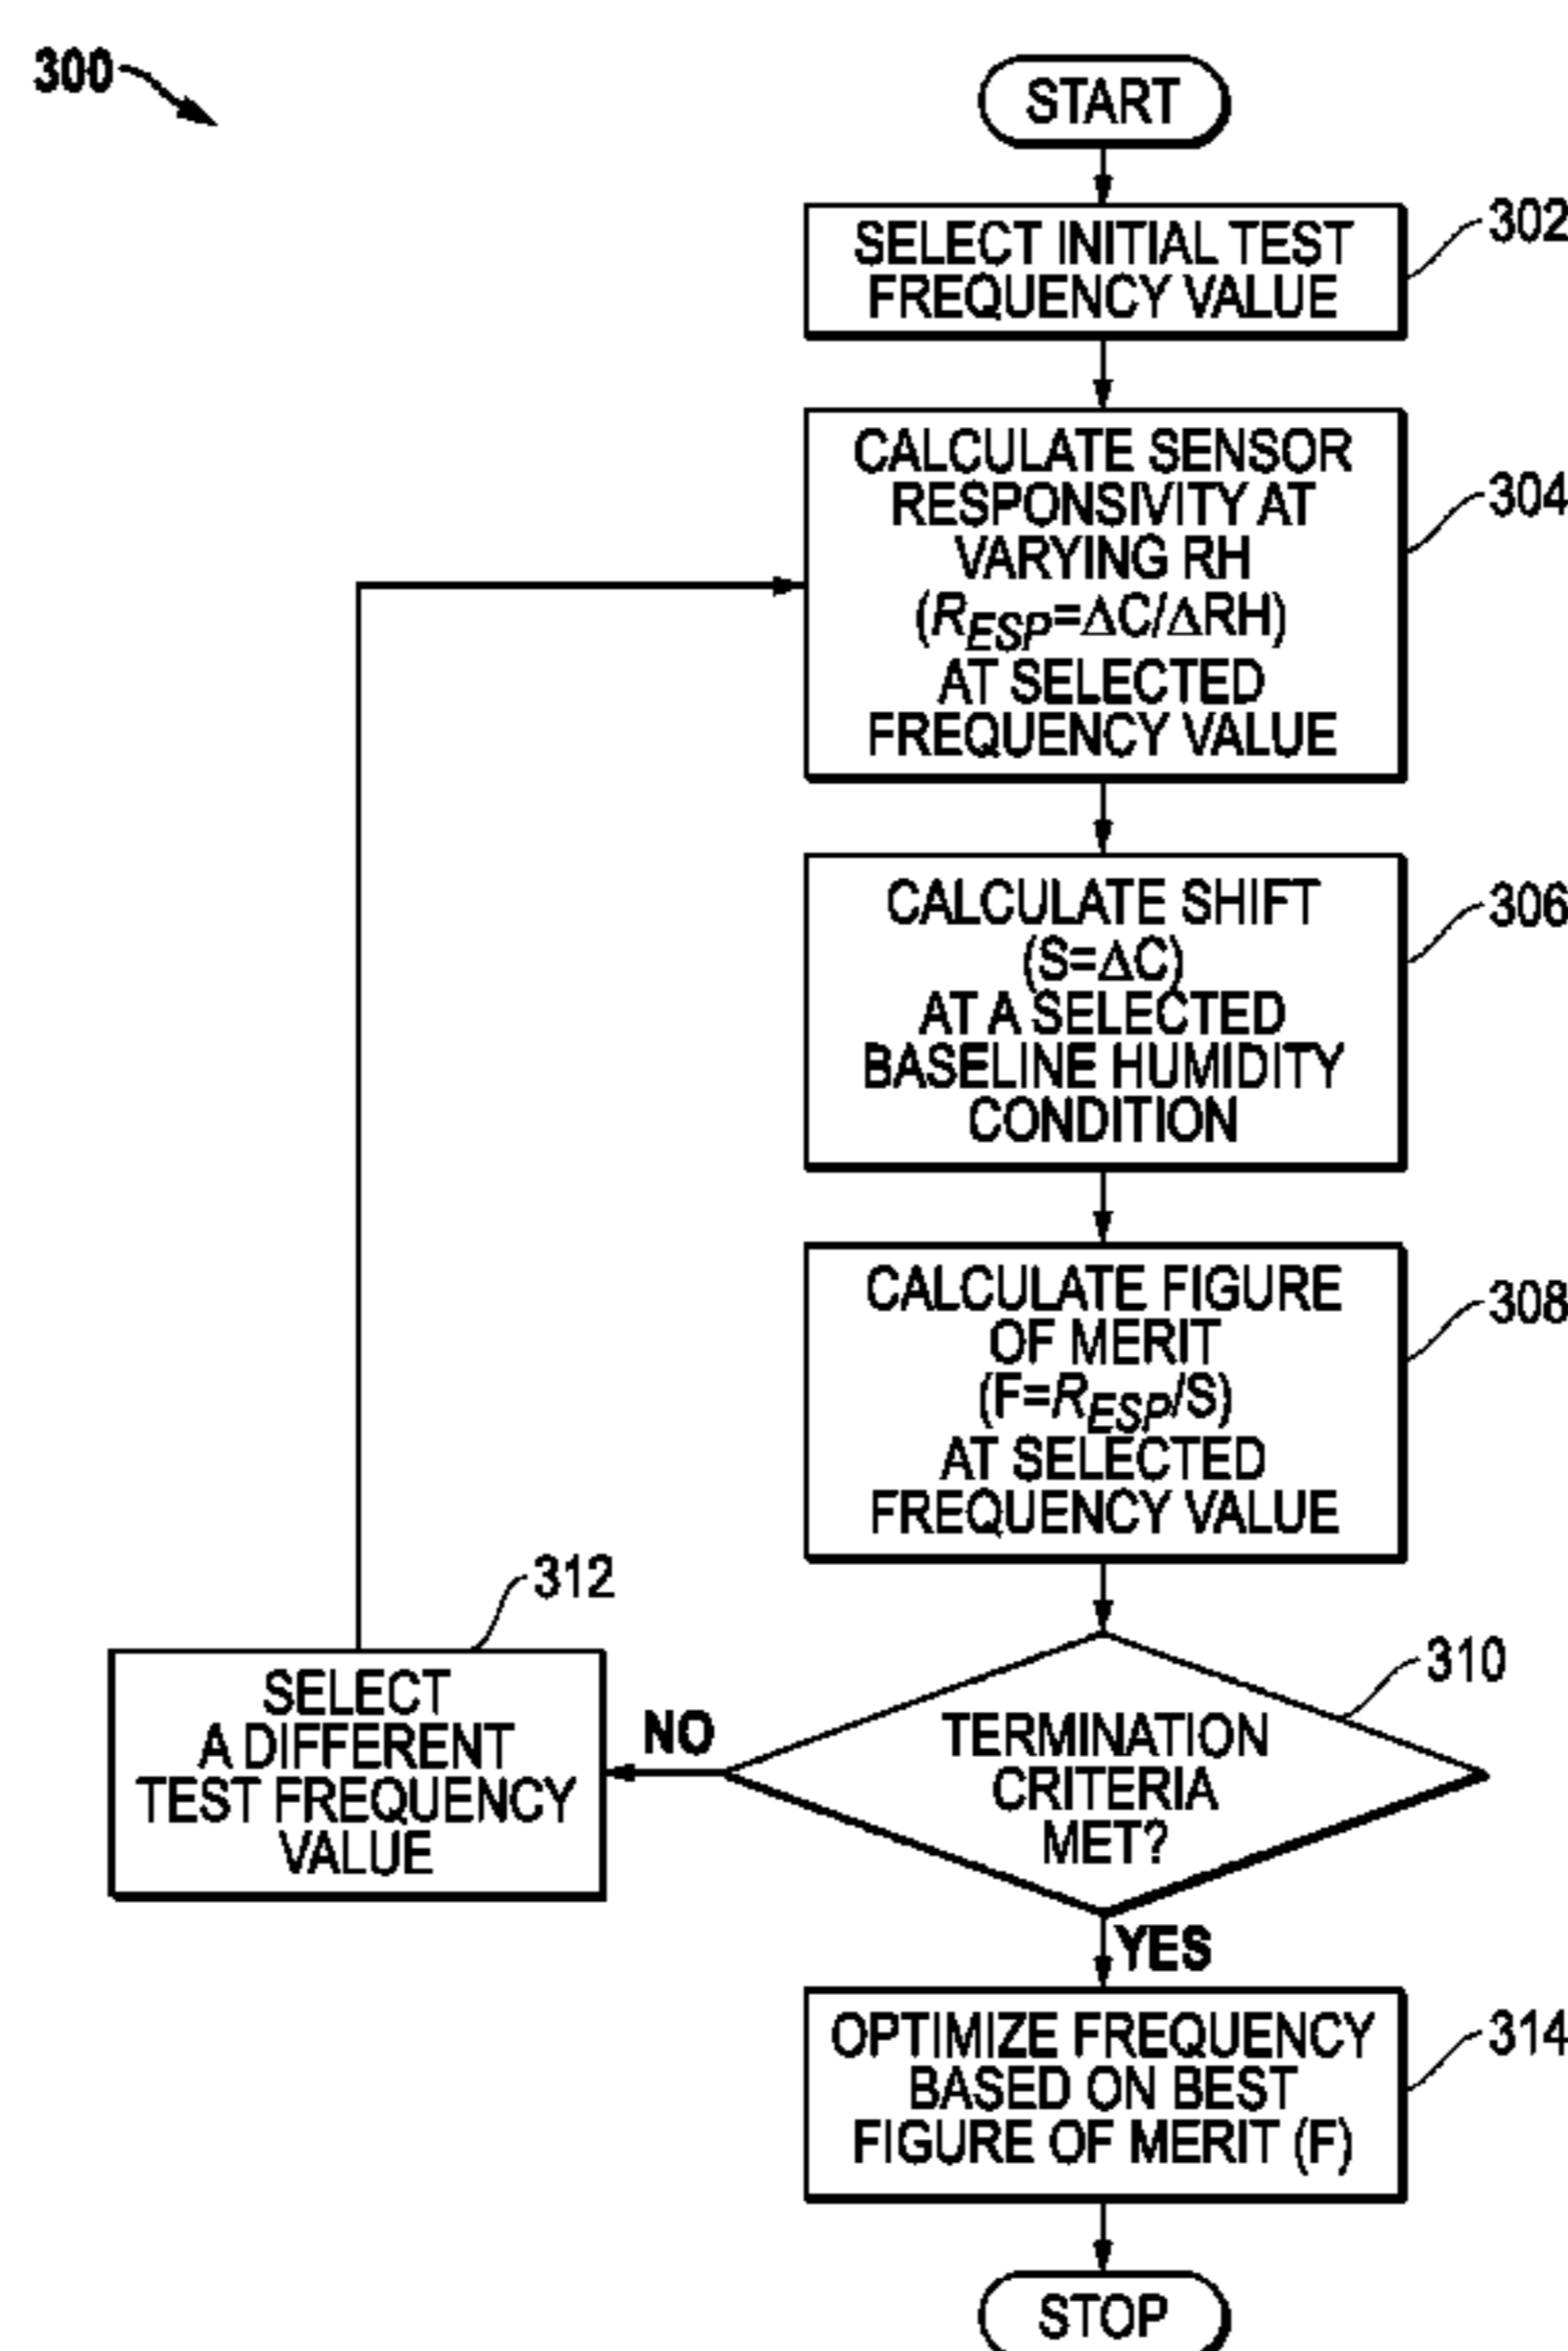 300
START
SELECT INITIAL TEST
FREQUENCY VALUE
302
CALCULATE SENSOR
RESPONSIVITY AT
VARYING RH
(RESP=ΔC/ΔRH)
AT SELECTED
FREQUENCY VALUE
304
CALCULATE SHIFT
(S=ΔC)
AT A SELECTED
BASELINE HUMIDITY
CONDITION
306
CALCULATE FIGURE
OF MERIT
(F=RESP/S)
AT SELECTED
FREQUENCY VALUE
308
TERMINATION
CRITERIA
MET?
310
NO
SELECT
A DIFFERENT
TEST FREQUENCY
VALUE
312
YES
OPTIMIZE FREQUENCY
BASED ON BEST
FIGURE OF MERIT (F)
314
STOP